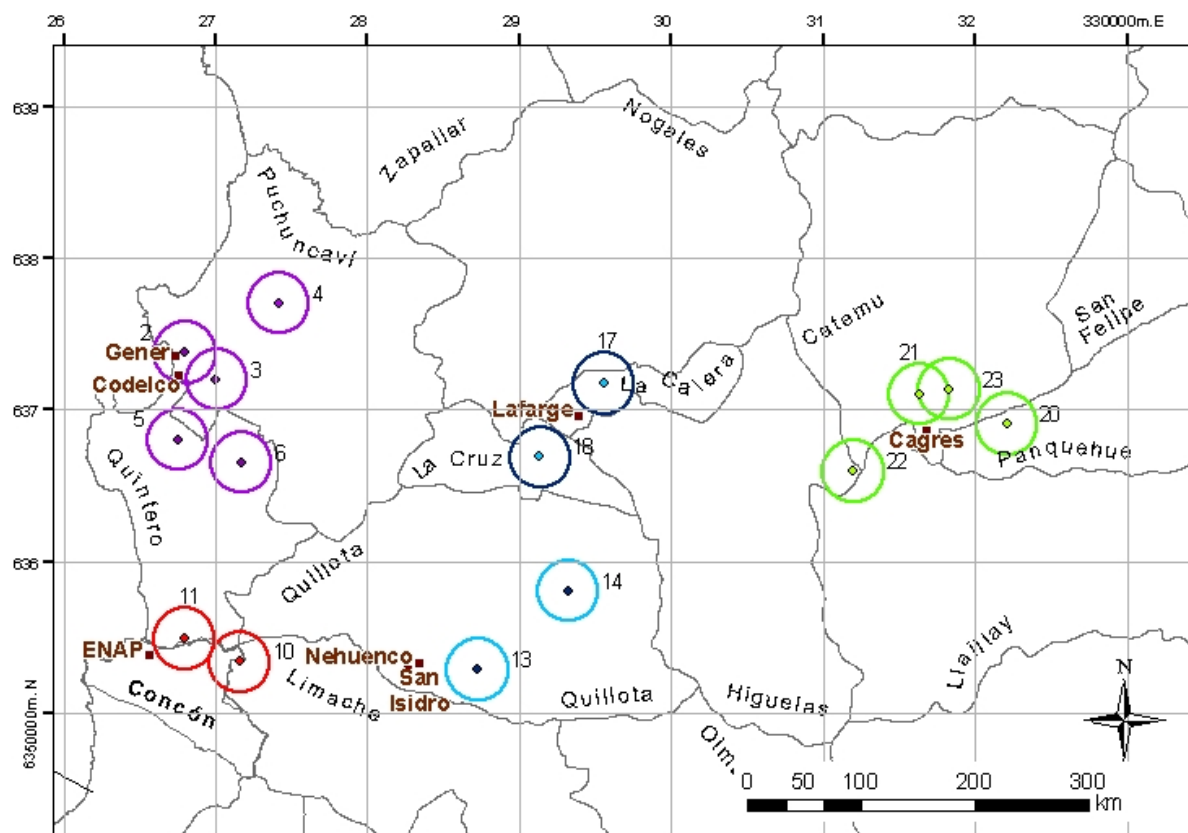 26 27 28 29 30 31 32 330000m. E
639
638
637
636
6350000m. N
Zapallar
Nogales
Puchuncaví
4
Catemu
San
Felipe
2
Gener
3
Codelco
17
La Calera
21
23
20
Lafarge
Cagres
Panquehue
5
6
Quintero
La Cruz
18
22
Quillota
14
11
ENAP
10
Nehuenco
San
Isidro
13
Concón
Limache
Quillota
Higuelas
Llaillay
Olm
N
0 50 100 200 300
km